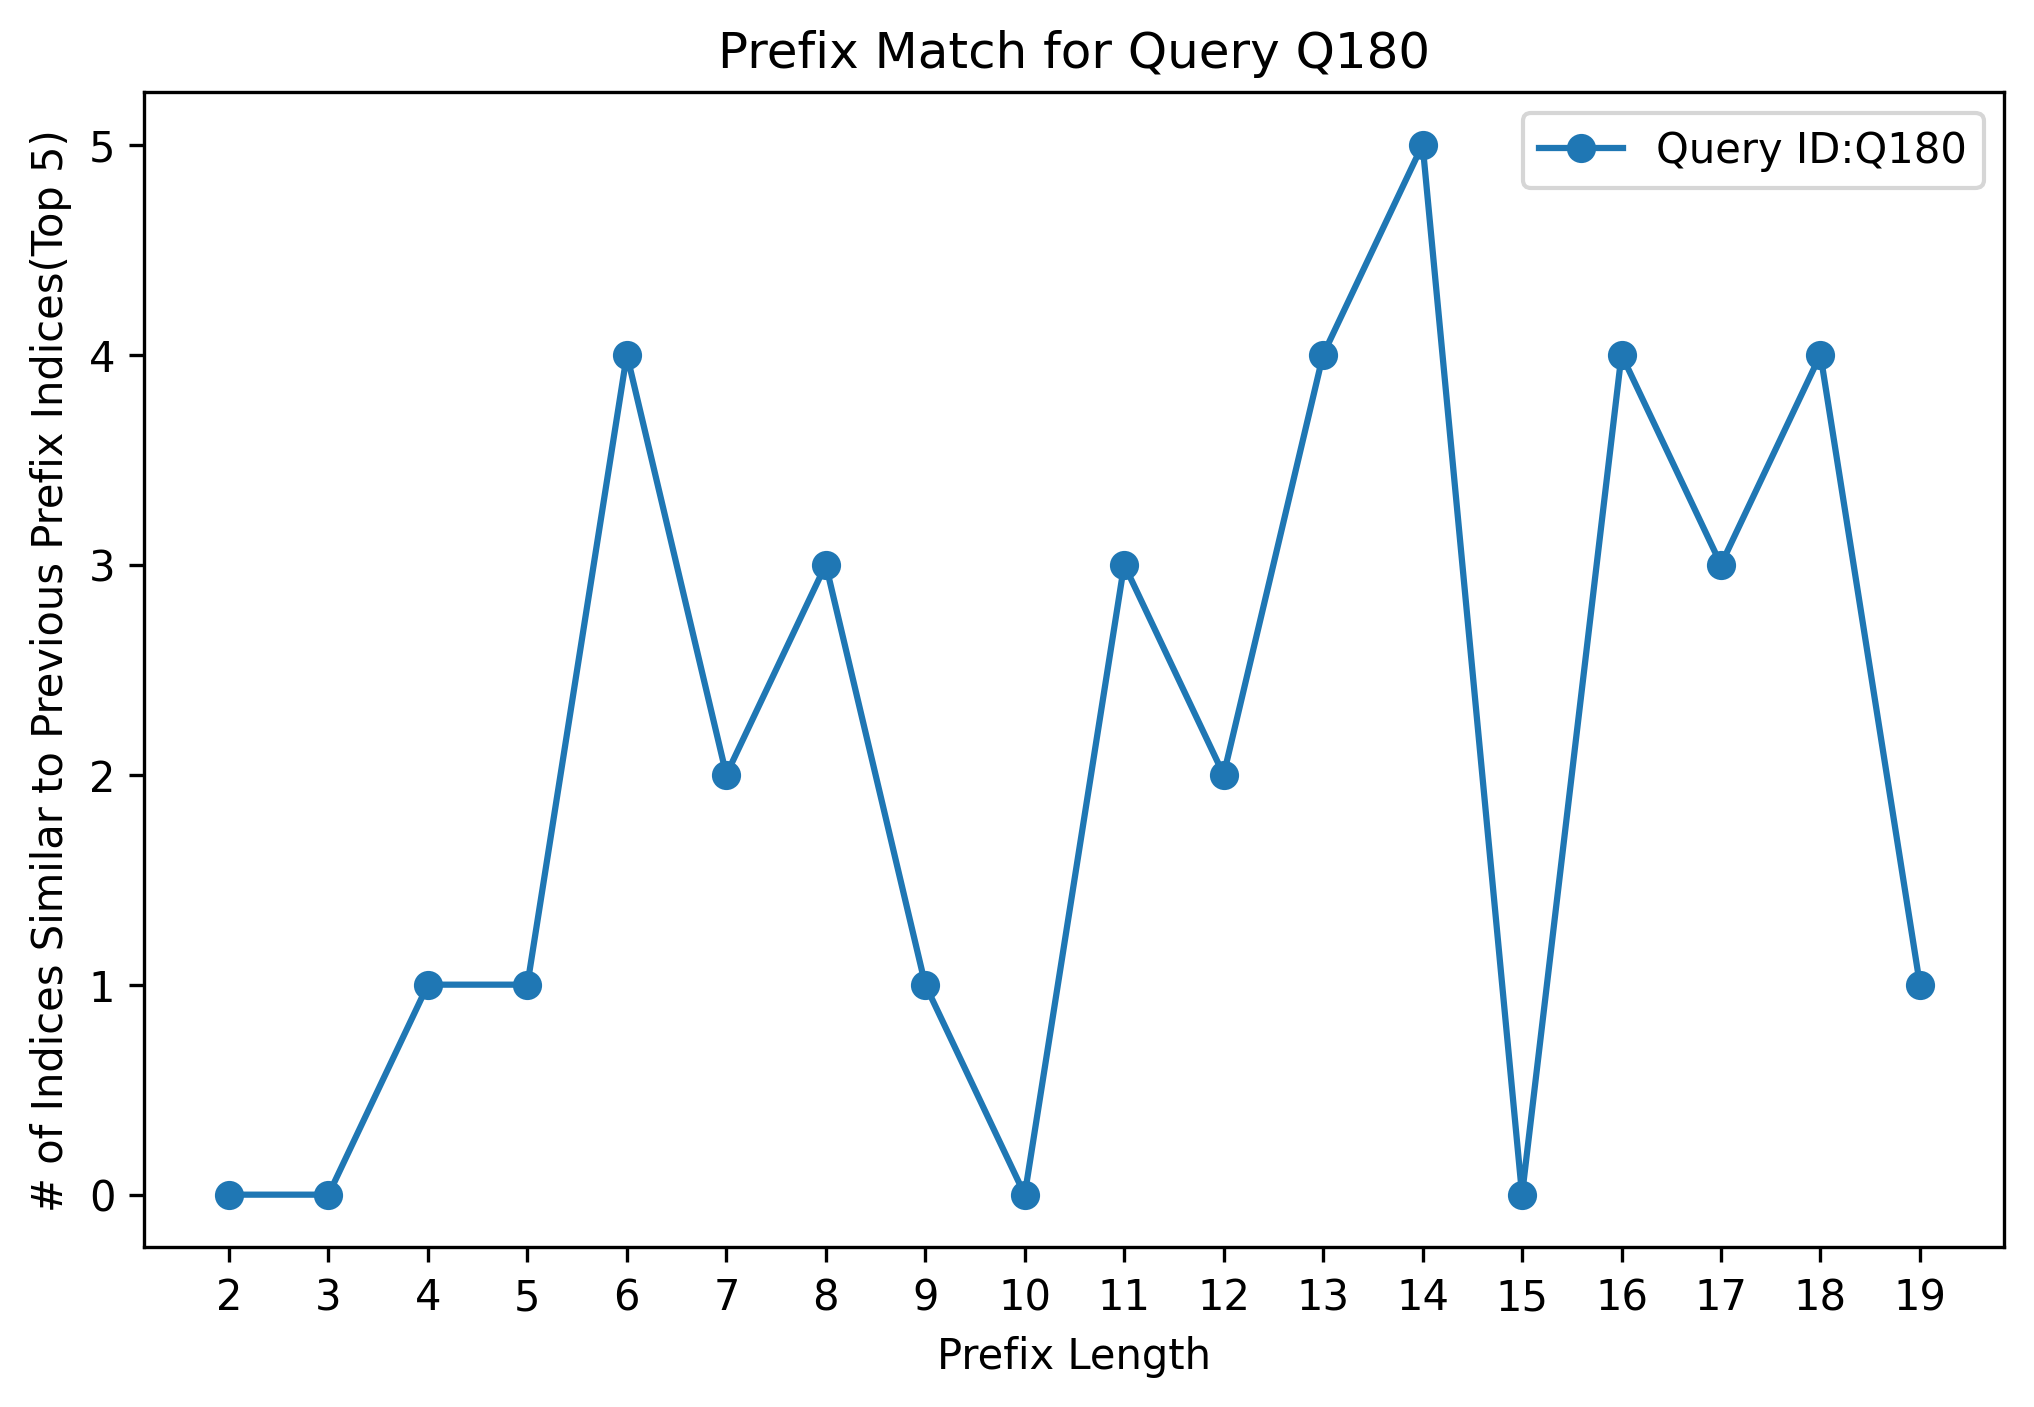 Prefix Match for Query Q180
Query ID:Q180
# of Indices Similar to Previous Prefix Indices(Top 5)
5
4
3
2
1
0
2 3 4 5 6 7 8 9 10 11 12 13 14 15 16 17 18 19
Prefix Length